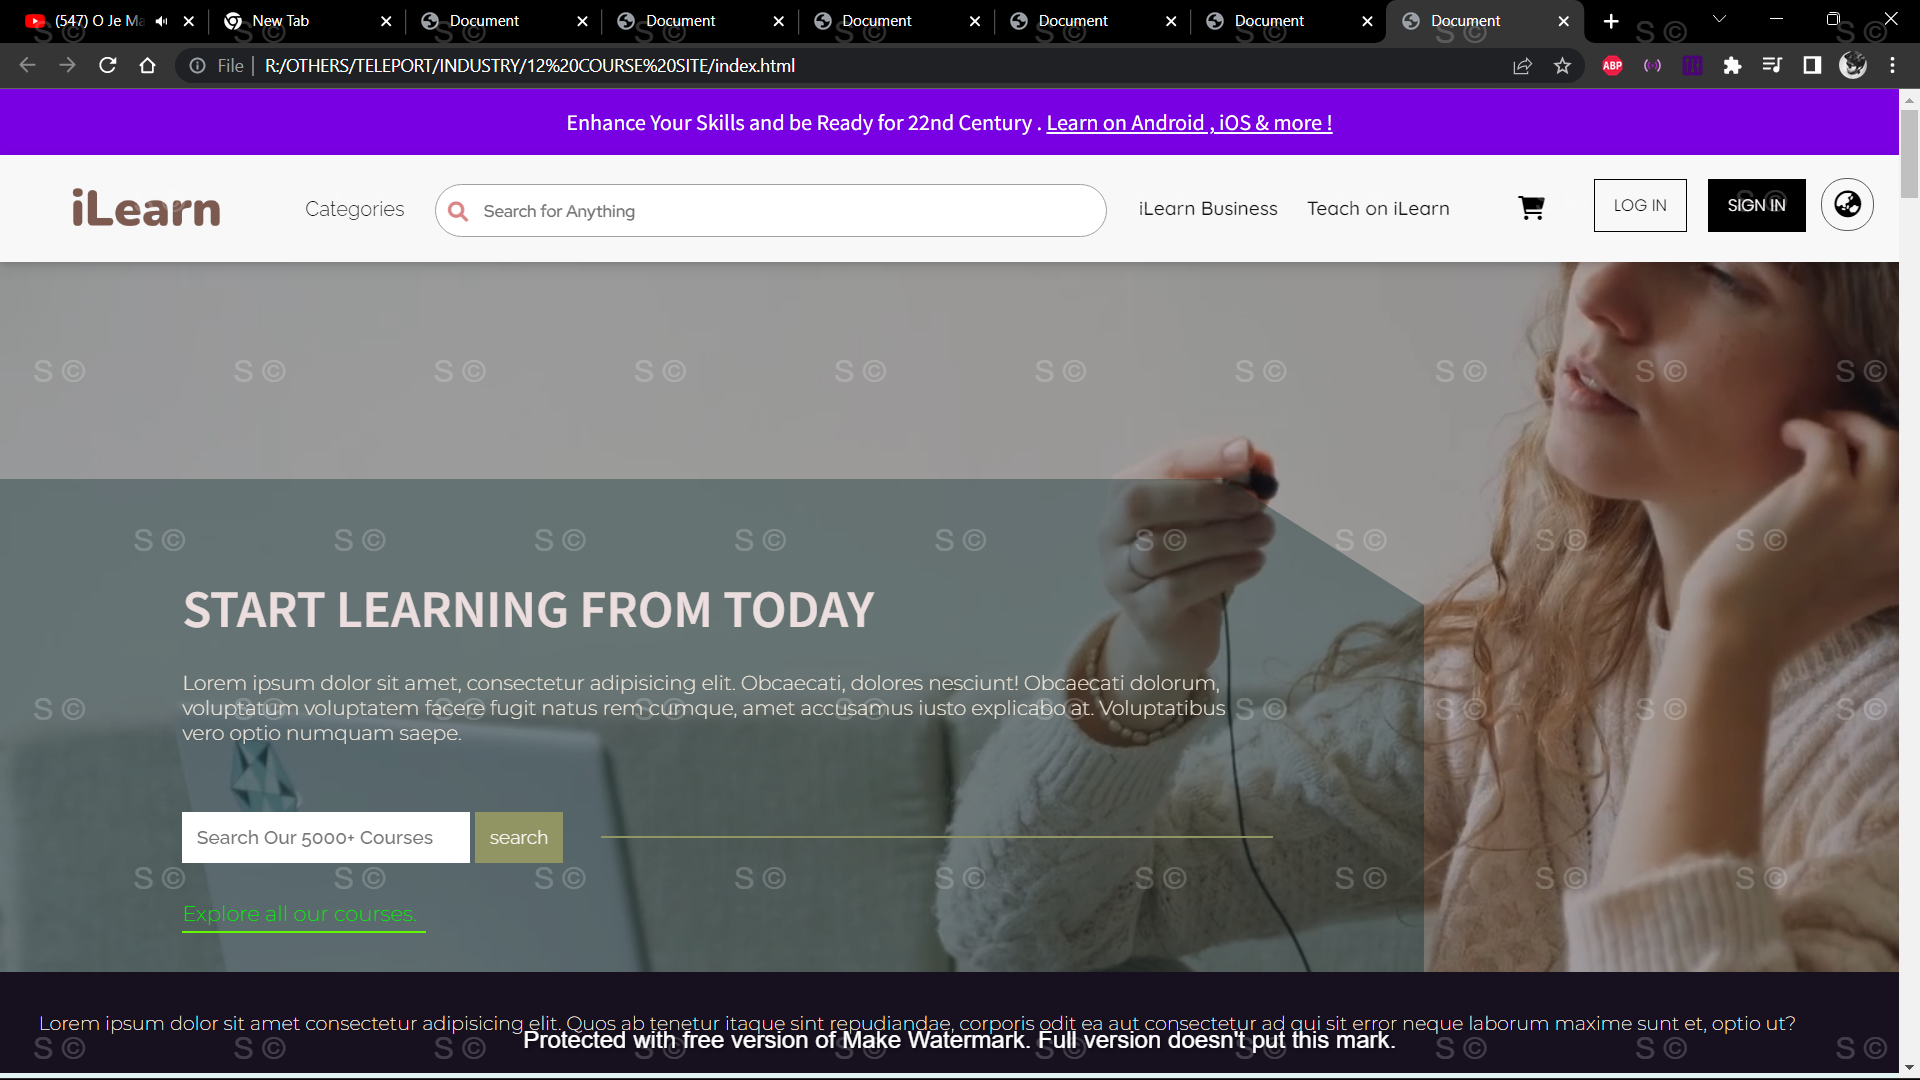 (547) O Je Ma
New Tab
Document
Document
Document
Document
Document
Document
File
R:/OTHERS/TELEPORT/INDUSTRY/12%20COURSE%20SITE/index.html
ABP
Enhance Your Skills and be Ready for 22nd Century . Learn on Android , iOS & more !
iLearn
Categories
Search for Anything
iLearn Business
Teach on iLearn
LOG IN
SIGN IN
START LEARNING FROM TODAY
Lorem ipsum dolor sit amet, consectetur adipisicing elit. Obcaecati, dolores nesciunt! Obcaecati dolorum,
voluptatum voluptatem facere fugit natus rem cumque, amet accusamus iusto explicabo at. Voluptatibus
vero optio numquam saepe.
Search Our 5000+ Courses
search
Explore all our courses.
Lorem ipsum dolor sit amet consectetur adipisicing elit. Quos ab tenetur itaque sint repudiandae, corporis odit ea aut consectetur ad qui sit error neque laborum maxime sunt et, optio ut?
Protected with free version of Make Watermark. Full version doesn't put this mark.
S ©